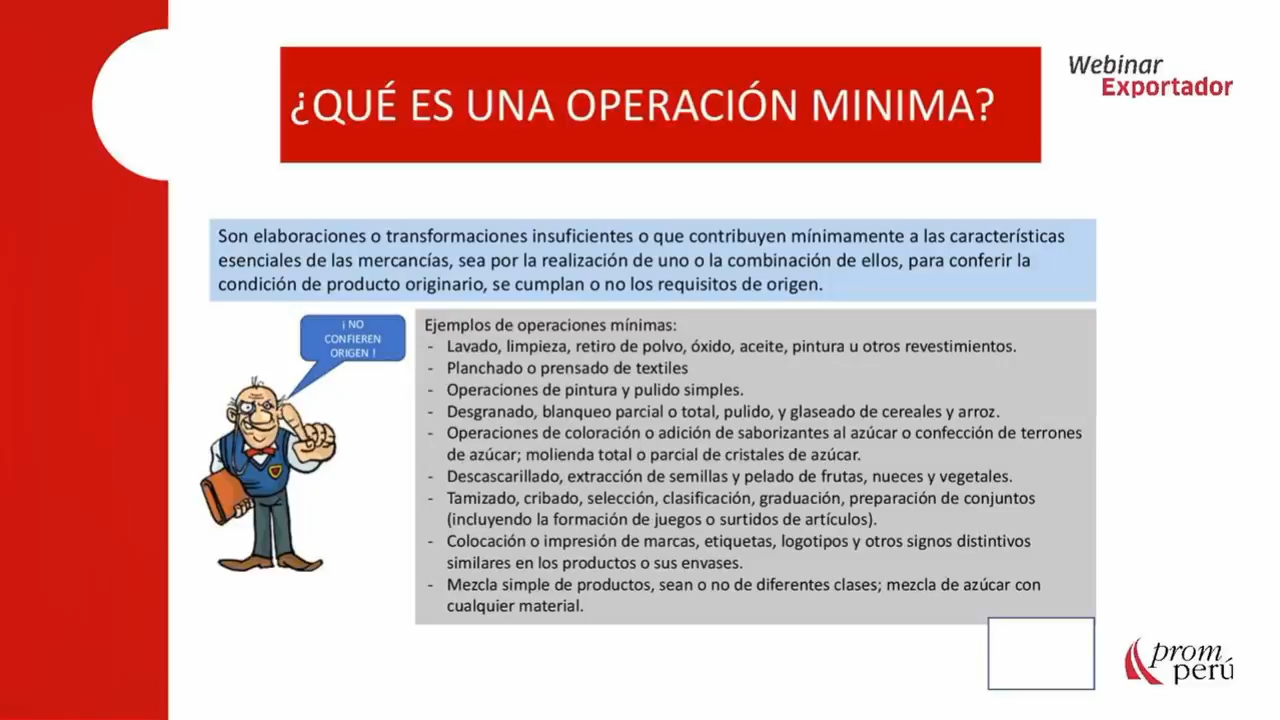 ¿QUÉ ES UNA OPERACIÓN MINIMA?
Webinar
Exportador
Son elaboraciones o transformaciones insuficientes o que contribuyen mínimamente a las características
esenciales de las mercancías, sea por la realización de uno o la combinación de ellos, para conferir la
condición de producto originario, se cumplan o no los requisitos de origen.
¡ NO
CONFIEREN
ORIGEN !
Ejemplos de operaciones mínimas:
- Lavado, limpieza, retiro de polvo, óxido, aceite, pintura u otros revestimientos.
- Planchado o prensado de textiles
- Operaciones de pintura y pulido simples.
- Desgranado, blanqueo parcial o total, pulido, y glaseado de cereales y arroz.
- Operaciones de coloración o adición de saborizantes al azúcar o confección de terrones
de azúcar; molienda total o parcial de cristales de azúcar.
- Descascarillado, extracción de semillas y pelado de frutas, nueces y vegetales.
- Tamizado, cribado, selección, clasificación, graduación, preparación de conjuntos
(incluyendo la formación de juegos o surtidos de artículos).
- Colocación o impresión de marcas, etiquetas, logotipos y otros signos distintivos
similares en los productos o sus envases.
- Mezcla simple de productos, sean o no de diferentes clases; mezcla de azúcar con
cualquier material.
prom
perú